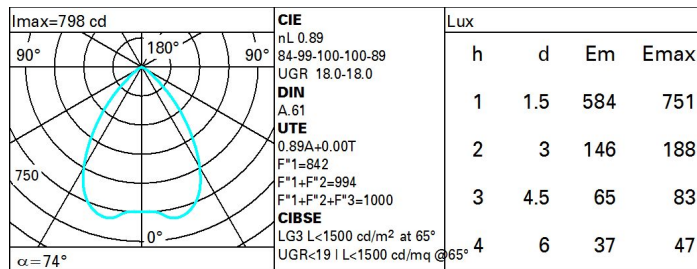 Imax=798 cd
90°
180°
90°
750
0°
α=74°
CIE
nL 0.89
84-99-100-100-89
UGR 18.0-18.0
DIN
A.61
UTE
0.89A+0.00T
F"1=842
F"1+F"2=994
F"1+F"2+F"3=1000
CIBSE
LG3 L<1500 cd/m² at 65°
UGR<19 | L<1500 cd/mq @65°
Lux
h d Em Emax
1 1.5 584 751
2 3 146 188
3 4.5 65 83
4 6 37 47